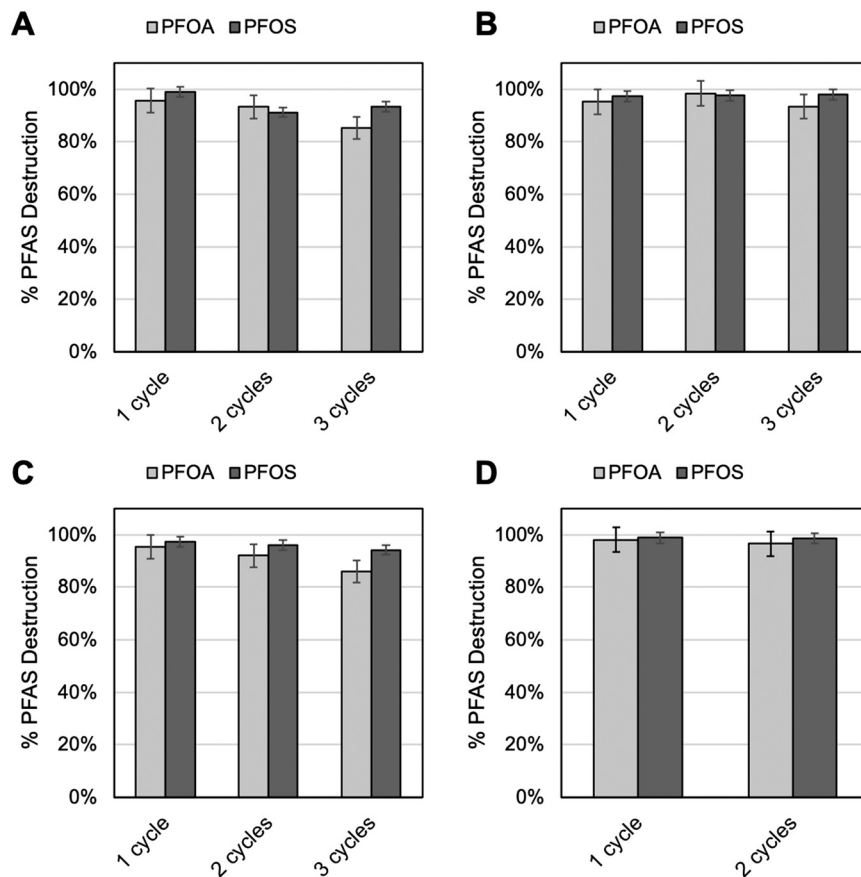 A
PFOA PFOS
% PFAS Destruction
100%
80%
60%
40%
20%
0%
1 cycle
2 cycles
3 cycles
B
PFOA PFOS
% PFAS Destruction
100%
80%
60%
40%
20%
0%
1 cycle
2 cycles
3 cycles
C
PFOA PFOS
% PFAS Destruction
100%
80%
60%
40%
20%
0%
1 cycle
2 cycles
3 cycles
D
PFOA PFOS
% PFAS Destruction
100%
80%
60%
40%
20%
0%
1 cycle
2 cycles